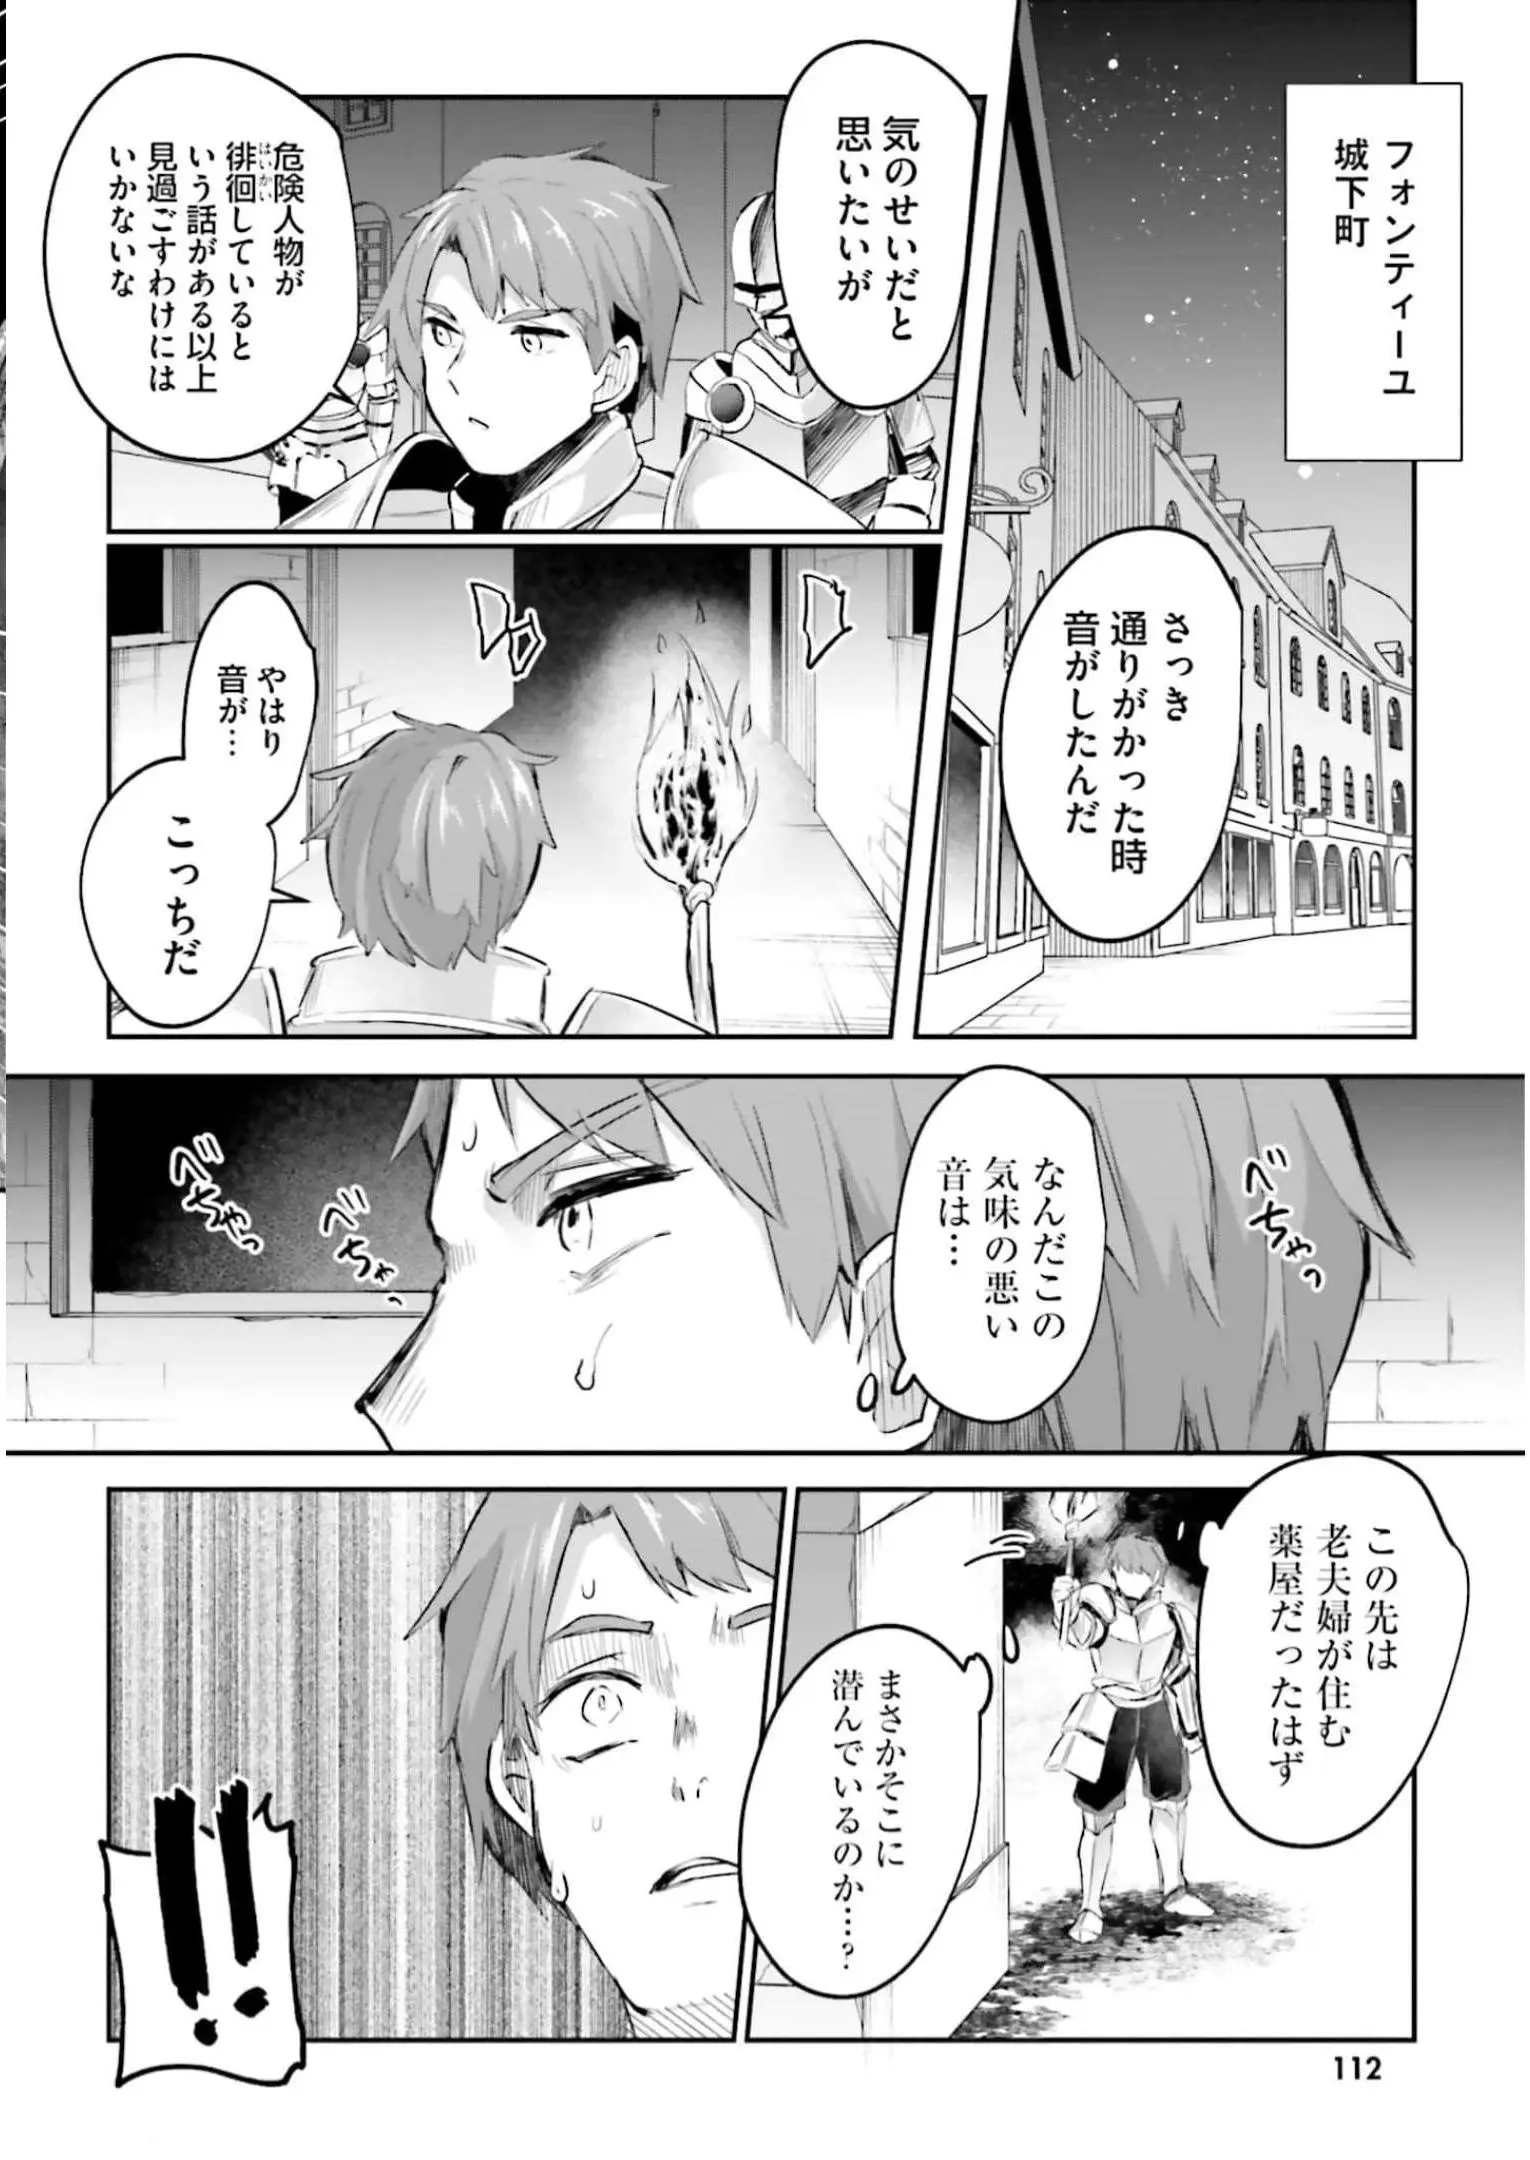 フォンティーユ
城下町
さっき
通りがかった時
音がしたんだ
気のせいだと
思いたいが
危険人物が
徘徊していると
はいかい
いう話がある以上
見過ごすわけには
いかないな
やはり
音が…
こっちだ
なんだこの
気味の悪い
音は…
べちゃっ
べちゃっ
べちゃっ
この先は
老夫婦が住む
薬屋だったはず
まさかそこに
潜んでいるのか…?
!!
112